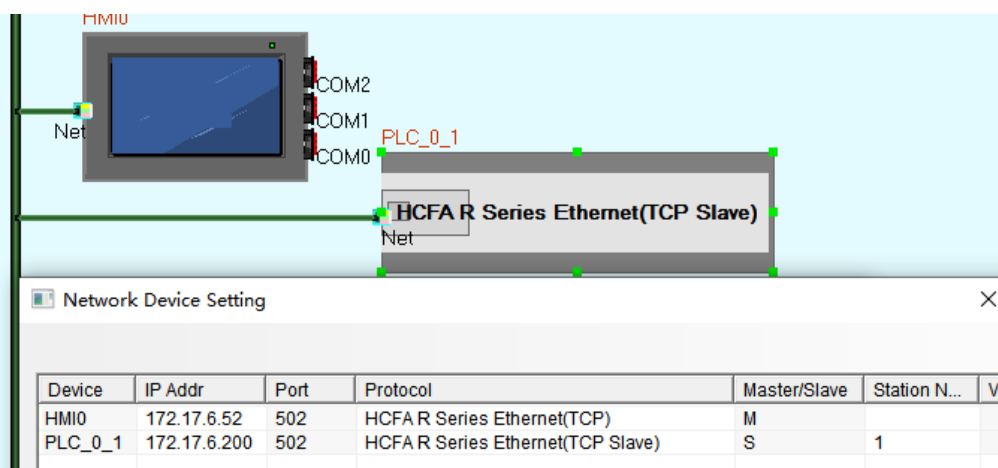 HMI0
COM2
COM1
COM0
Net
PLC_0_1
HCFA R Series Ethernet(TCP Slave)
Net
Network Device Setting
Device IP Addr Port Protocol Master/Slave Station N... V
HMI0 172.17.6.52 502 HCFA R Series Ethernet(TCP) M
PLC_0_1 172.17.6.200 502 HCFA R Series Ethernet(TCP Slave) S 1